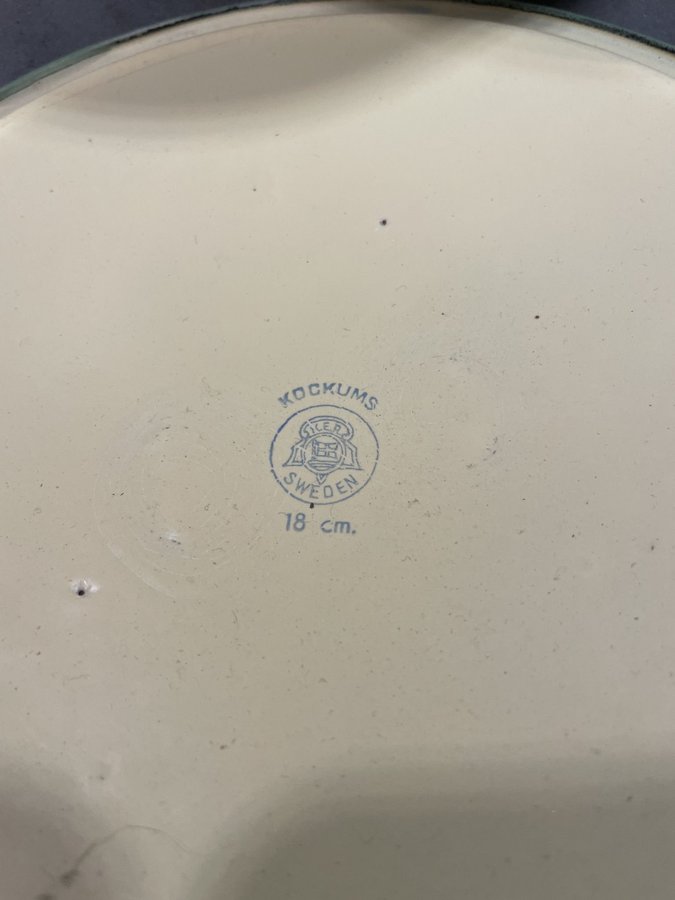 KOCKUMS
K.E.R.
SWEDEN
18 cm.